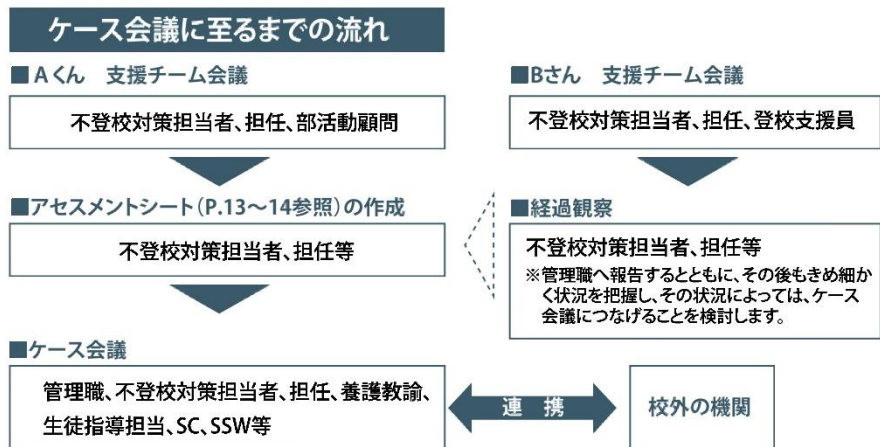 ケース会議に至るまでの流れ
■Aくん 支援チーム会議
不登校対策担当者、担任、部活動顧問
■アセスメントシート(P.13～14参照)の作成
不登校対策担当者、担任等
■ケース会議
管理職、不登校対策担当者、担任、養護教諭、
生徒指導担当、SC、SSW等
■Bさん 支援チーム会議
不登校対策担当者、担任、登校支援員
■経過観察
不登校対策担当者、担任等
※管理職へ報告するとともに、その後もきめ細か
く状況を把握し、その状況によっては、ケース
会議につなげることを検討します。
連 携
校外の機関